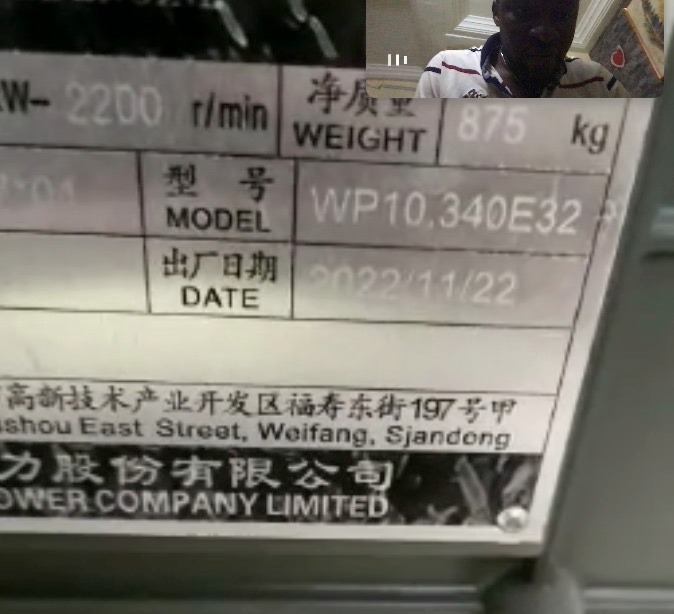 W- 2200 r/min 净质量 WEIGHT 875 kg
型号 MODEL WP10.340E32
出厂日期 DATE 2022/11/22
高新技术产业开发区福寿东街197号甲
shou East Street, Weifang, Sjandong
力股份有限公司
OWER COMPANY LIMITED